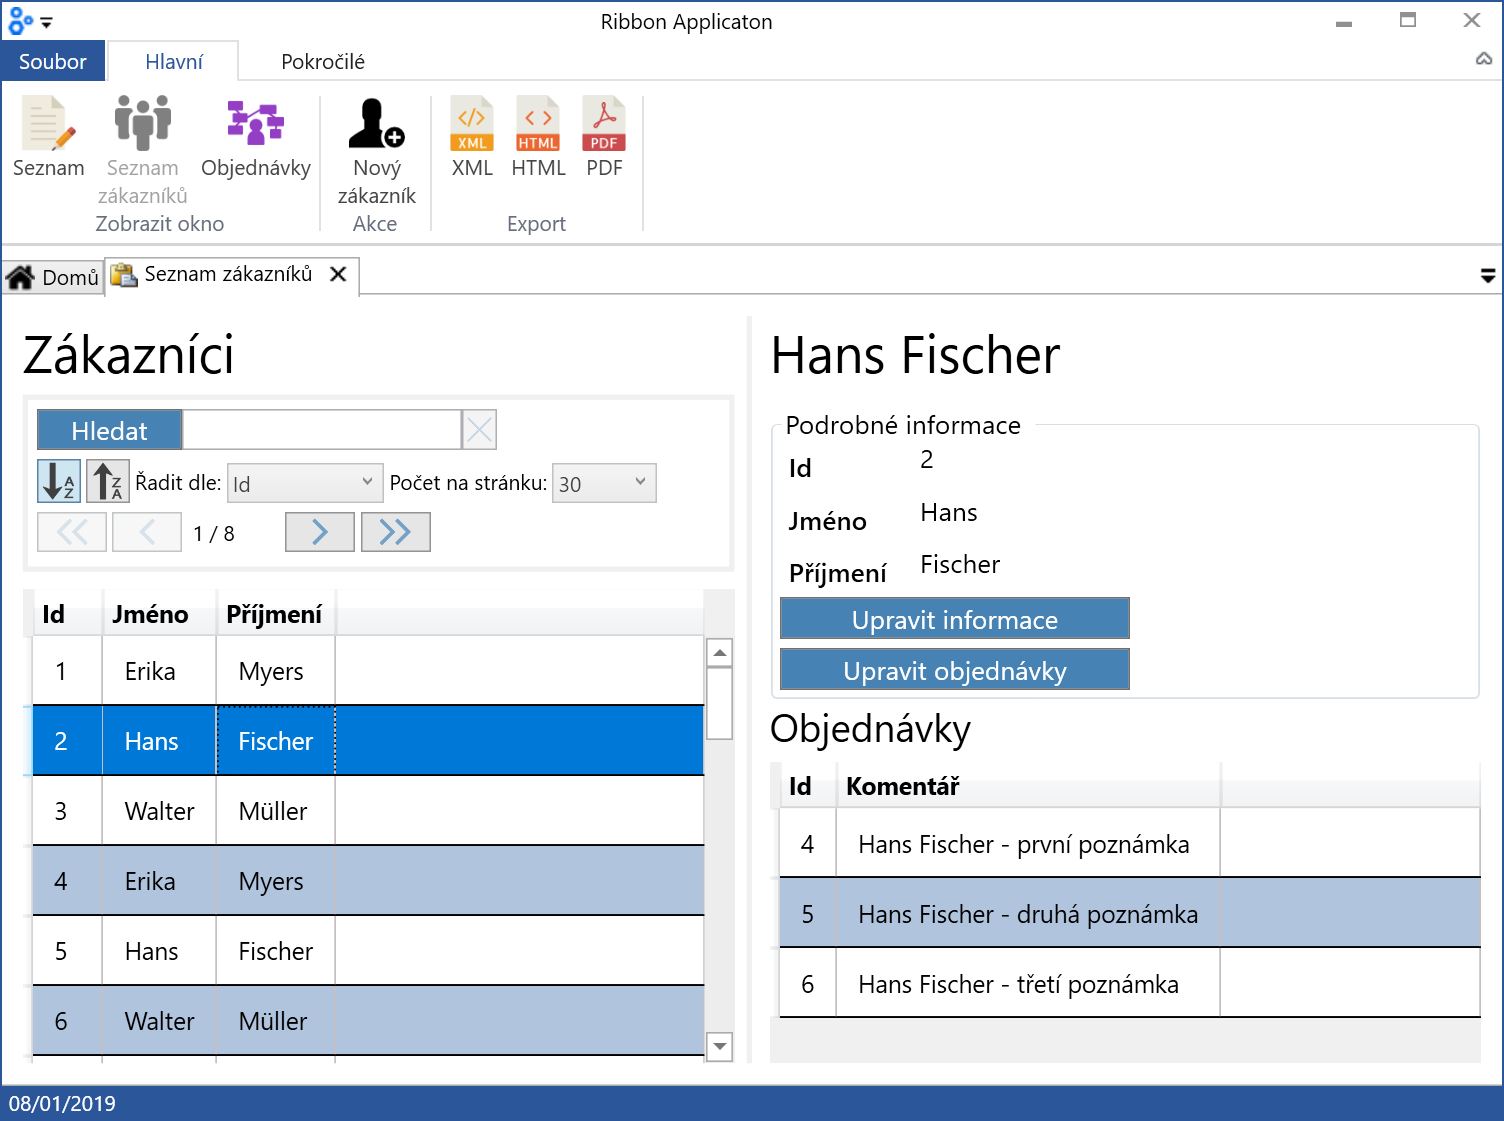 Ribbon Applicaton
Soubor Hlavní Pokročilé
XML HTML PDF
Seznam Seznam zákazníků Objednávky Nový zákazník XML HTML PDF
Zobrazit okno Akce Export
Domů Seznam zákazníků
Zákazníci
Hledat
A Z Z A Řadit dle: Id Počet na stránku: 30
1 / 8
Id Jméno Příjmení
1 Erika Myers
2 Hans Fischer
3 Walter Müller
4 Erika Myers
5 Hans Fischer
6 Walter Müller
Hans Fischer
Podrobné informace
Id 2
Jméno Hans
Příjmení Fischer
Upravit informace
Upravit objednávky
Objednávky
Id Komentář
4 Hans Fischer - první poznámka
5 Hans Fischer - druhá poznámka
6 Hans Fischer - třetí poznámka
08/01/2019